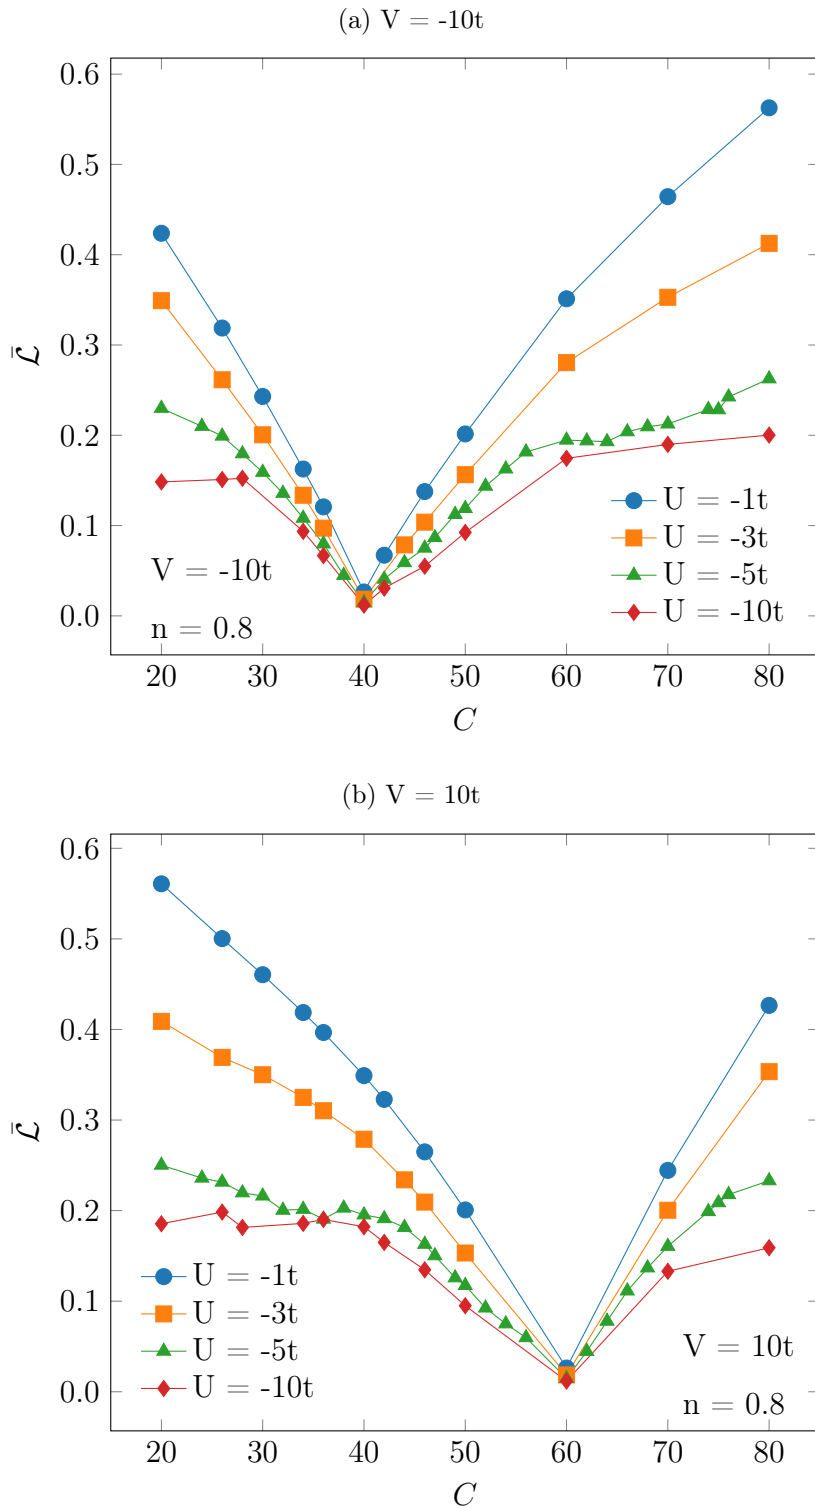 (a) V = -10t
0.6
0.5
0.4
0.3
0.2
0.1
0.0
𝓛̄
U = -1t
U = -3t
U = -5t
U = -10t
V = -10t
n = 0.8
20 30 40 50 60 70 80
C
(b) V = 10t
0.6
0.5
0.4
0.3
0.2
0.1
0.0
𝓛̄
U = -1t
U = -3t
U = -5t
U = -10t
V = 10t
n = 0.8
20 30 40 50 60 70 80
C